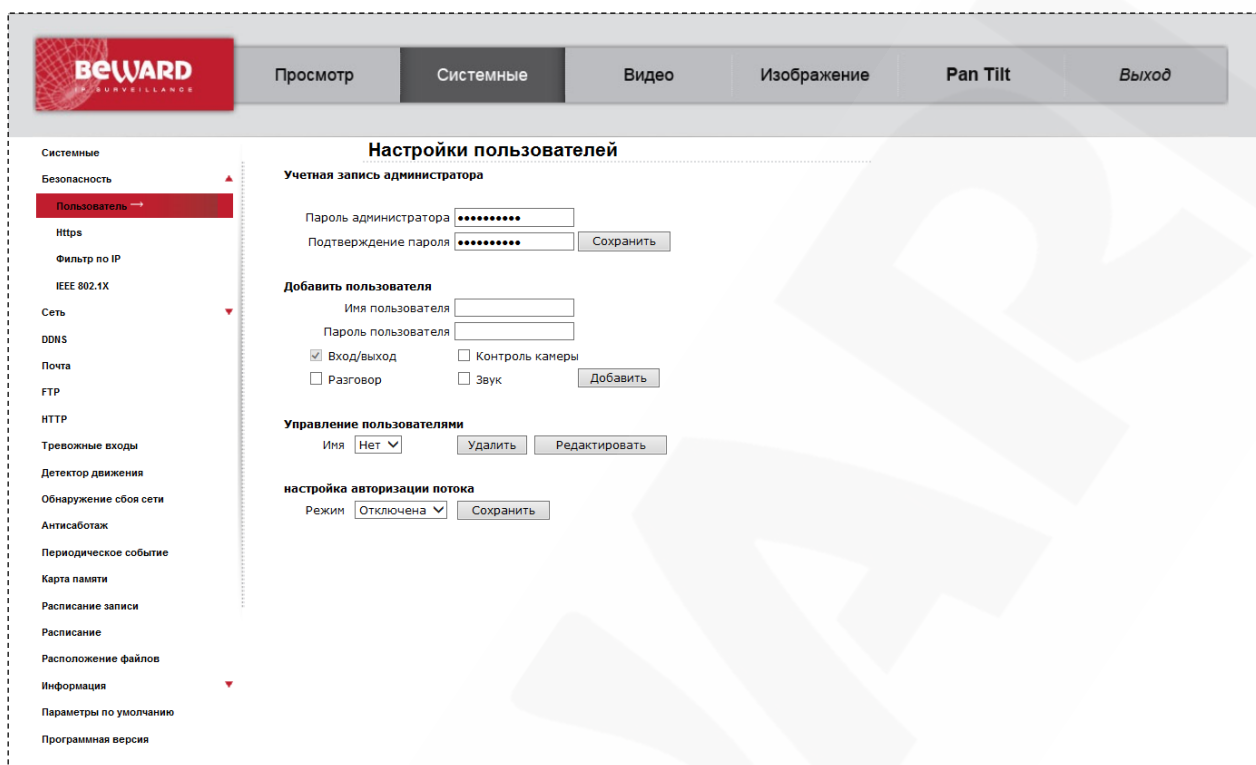 BEWARD
IP SURVEILLANCE
Просмотр
Системные
Видео
Изображение
Pan Tilt
Выход
Системные
Безопасность
Пользователь →
Https
Фильтр по IP
IEEE 802.1X
Сеть
DDNS
Почта
FTP
HTTP
Тревожные входы
Детектор движения
Обнаружение сбоя сети
Антисаботаж
Периодическое событие
Карта памяти
Расписание записи
Расписание
Расположение файлов
Информация
Параметры по умолчанию
Программная версия
Настройки пользователей
Учетная запись администратора
Пароль администратора ••••••••••
Подтверждение пароля •••••••••• Сохранить
Добавить пользователя
Имя пользователя
Пароль пользователя
Вход/выход Контроль камеры
Разговор Звук Добавить
Управление пользователями
Имя Нет Удалить Редактировать
настройка авторизации потока
Режим Отключена Сохранить